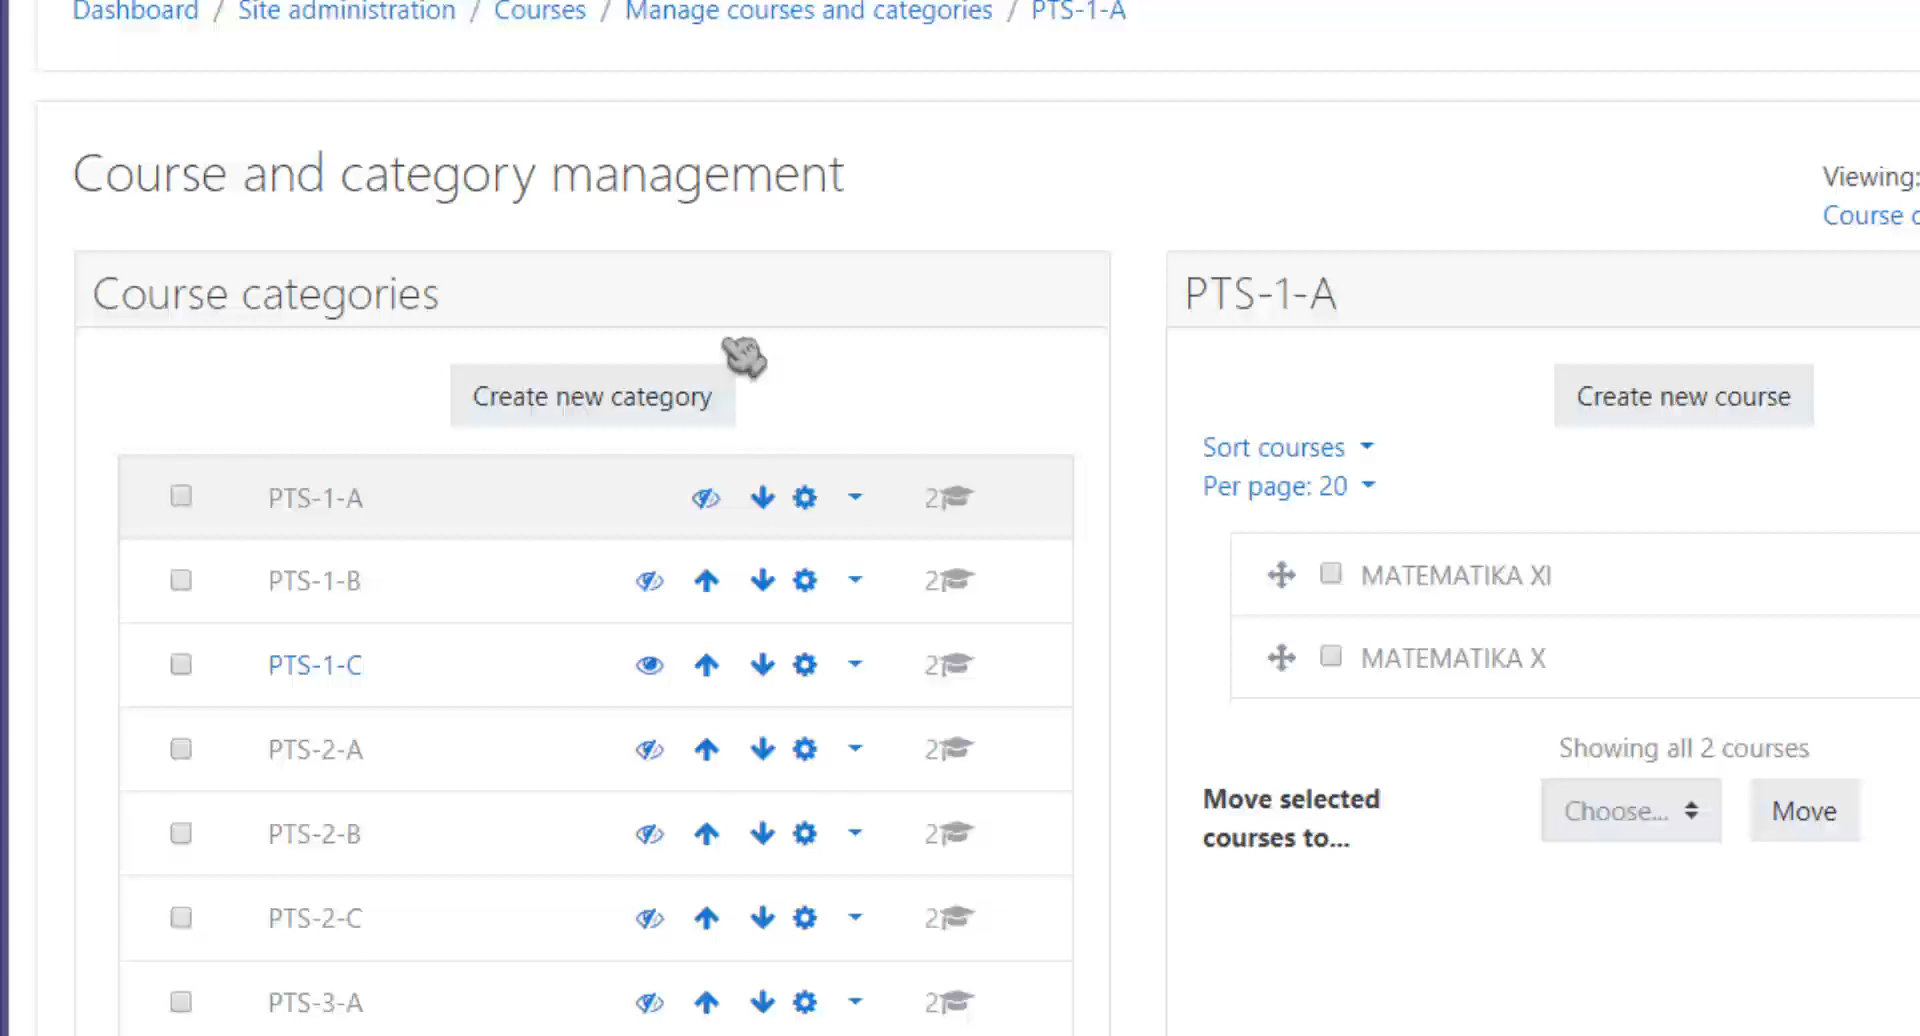 Dashboard / Site administration / Courses / Manage courses and categories / PTS-1-A
Course and category management
Viewing:
Course
Course categories
Create new category
PTS-1-A 2
PTS-1-B 2
PTS-1-C 2
PTS-2-A 2
PTS-2-B 2
PTS-2-C 2
PTS-3-A 2
PTS-1-A
Create new course
Sort courses
Per page: 20
MATEMATIKA XI
MATEMATIKA X
Showing all 2 courses
Move selected
courses to...
Choose...
Move